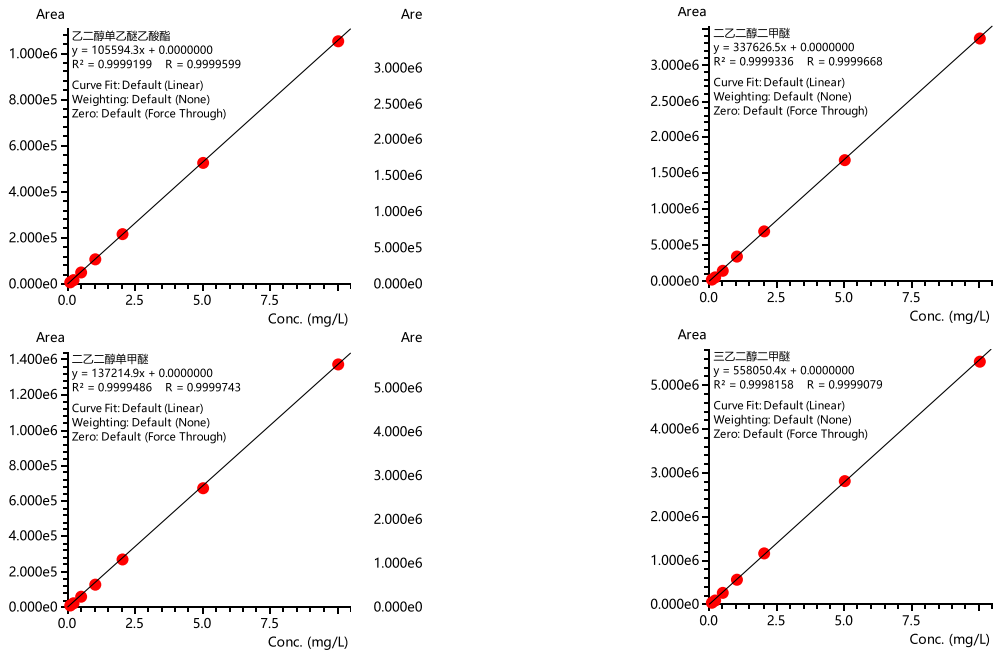 Area
乙二醇单乙醚乙酸酯
y = 105594.3x + 0.0000000
R² = 0.9999199 R = 0.9999599
Curve Fit: Default (Linear)
Weighting: Default (None)
Zero: Default (Force Through)
1.000e6
8.000e5
6.000e5
4.000e5
2.000e5
0.000e0
0.0 2.5 5.0 7.5
Conc. (mg/L)
Are
3.000e6
2.500e6
2.000e6
1.500e6
1.000e6
5.000e5
0.000e0
Area
二乙二醇二甲醚
y = 337626.5x + 0.0000000
R² = 0.9999336 R = 0.9999668
Curve Fit: Default (Linear)
Weighting: Default (None)
Zero: Default (Force Through)
3.000e6
2.500e6
2.000e6
1.500e6
1.000e6
5.000e5
0.000e0
0.0 2.5 5.0 7.5
Conc. (mg/L)
Area
二乙二醇单甲醚
y = 137214.9x + 0.0000000
R² = 0.9999486 R = 0.9999743
Curve Fit: Default (Linear)
Weighting: Default (None)
Zero: Default (Force Through)
1.400e6
1.200e6
1.000e6
8.000e5
6.000e5
4.000e5
2.000e5
0.000e0
0.0 2.5 5.0 7.5
Conc. (mg/L)
Are
5.000e6
4.000e6
3.000e6
2.000e6
1.000e6
0.000e0
Area
三乙二醇二甲醚
y = 558050.4x + 0.0000000
R² = 0.9998158 R = 0.9999079
Curve Fit: Default (Linear)
Weighting: Default (None)
Zero: Default (Force Through)
5.000e6
4.000e6
3.000e6
2.000e6
1.000e6
0.000e0
0.0 2.5 5.0 7.5
Conc. (mg/L)